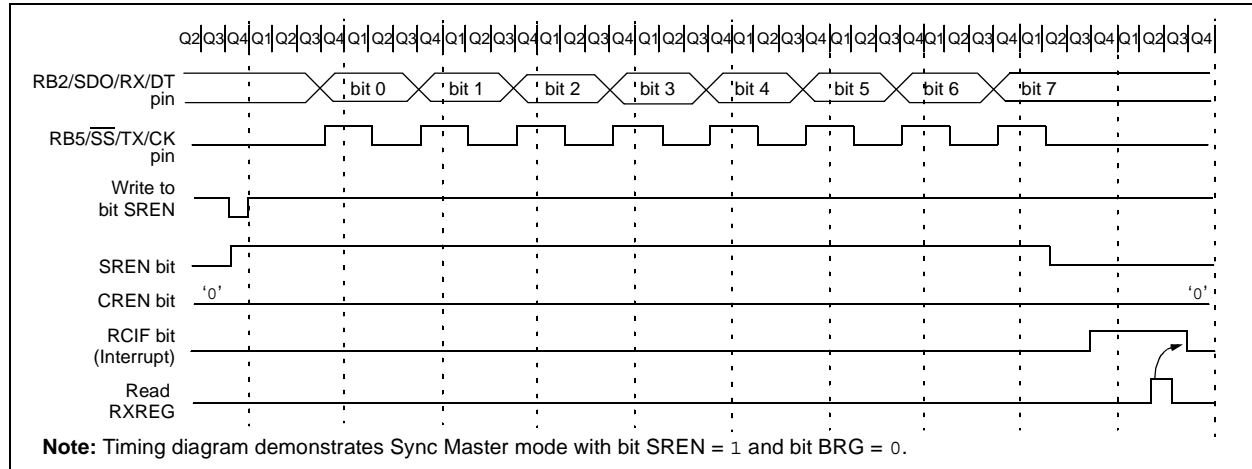 Q2 Q3 Q4 Q1 Q2 Q3 Q4 Q1 Q2 Q3 Q4 Q1 Q2 Q3 Q4 Q1 Q2 Q3 Q4 Q1 Q2 Q3 Q4 Q1 Q2 Q3 Q4 Q1 Q2 Q3 Q4 Q1 Q2 Q3 Q4 Q1 Q2 Q3 Q4 Q1 Q2 Q3 Q4
RB2/SDO/RX/DT
pin
bit 0 bit 1 bit 2 bit 3 bit 4 bit 5 bit 6 bit 7
RB5/SS/TX/CK
pin
Write to
bit SREN
SREN bit
CREN bit
‘0’ ‘0’
RCIF bit
(Interrupt)
Read
RXREG
Note: Timing diagram demonstrates Sync Master mode with bit SREN = 1 and bit BRG = 0.